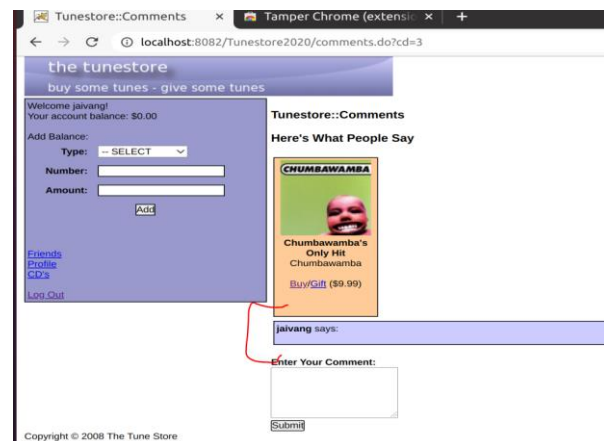 Tunestore::Comments
Tamper Chrome (extensic
localhost:8082/Tunestore2020/comments.do?cd=3
the tunestore
buy some tunes - give some tunes
Welcome jaivang!
Your account balance: $0.00
Add Balance:
Type: -- SELECT
Number:
Amount:
Add
Friends
Profile
CD's
Log Out
Tunestore::Comments
Here's What People Say
CHUMBAWAMBA
Chumbawamba's
Only Hit
Chumbawamba
Buy/Gift ($9.99)
jaivang says:
Enter Your Comment:
Submit
Copyright © 2008 The Tune Store